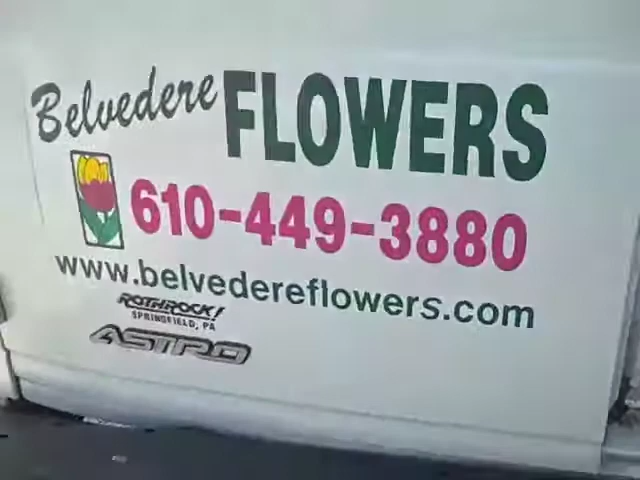 Belvedere FLOWERS
610-449-3880
www.belvedereflowers.com
ROTHROCK!
SPRINGFIELD, PA
ASTRO